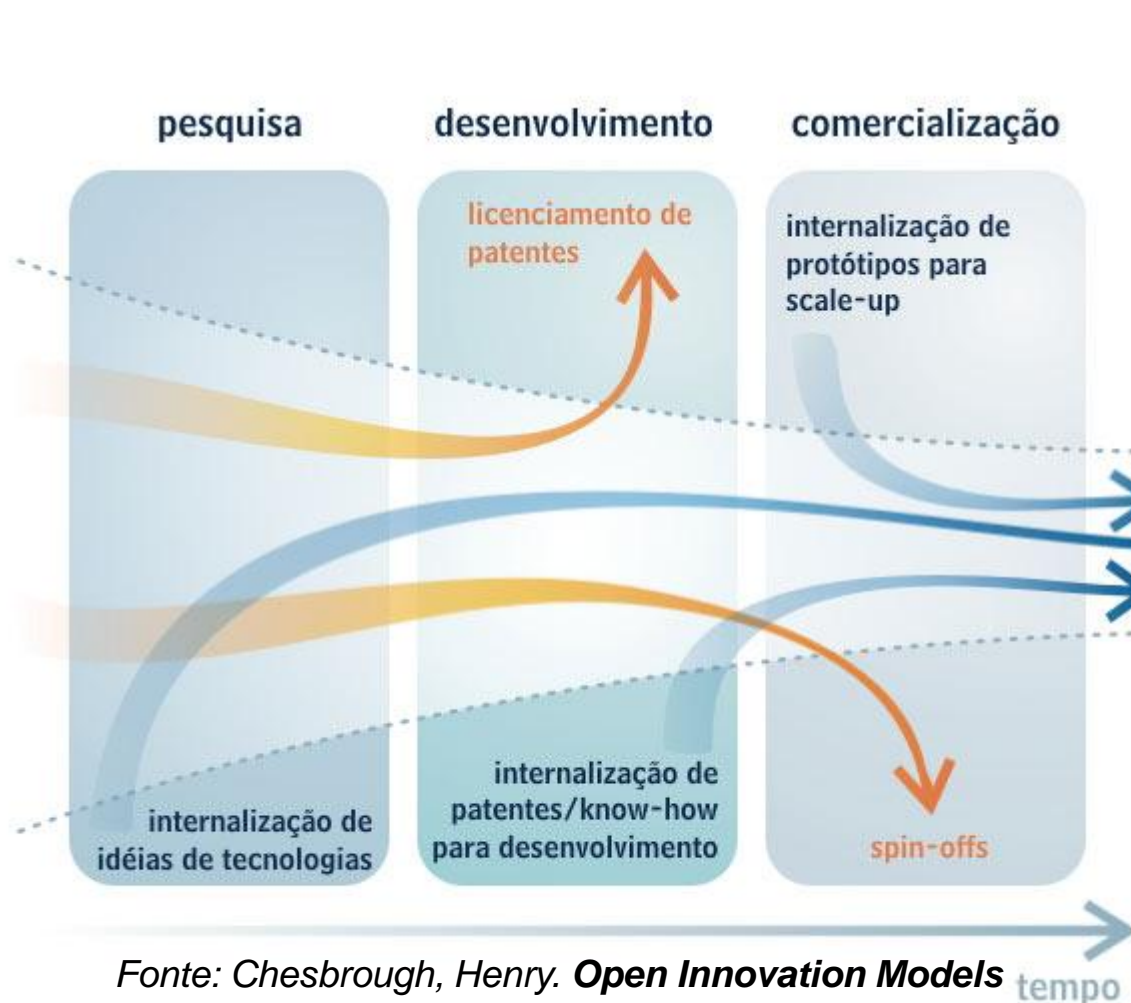 pesquisa
desenvolvimento
comercialização
licenciamento de
patentes
internalização de
protótipos para
scale-up
internalização de
idéias de tecnologias
internalização de
patentes/know-how
para desenvolvimento
spin-offs
Fonte: Chesbrough, Henry. Open Innovation Models
tempo